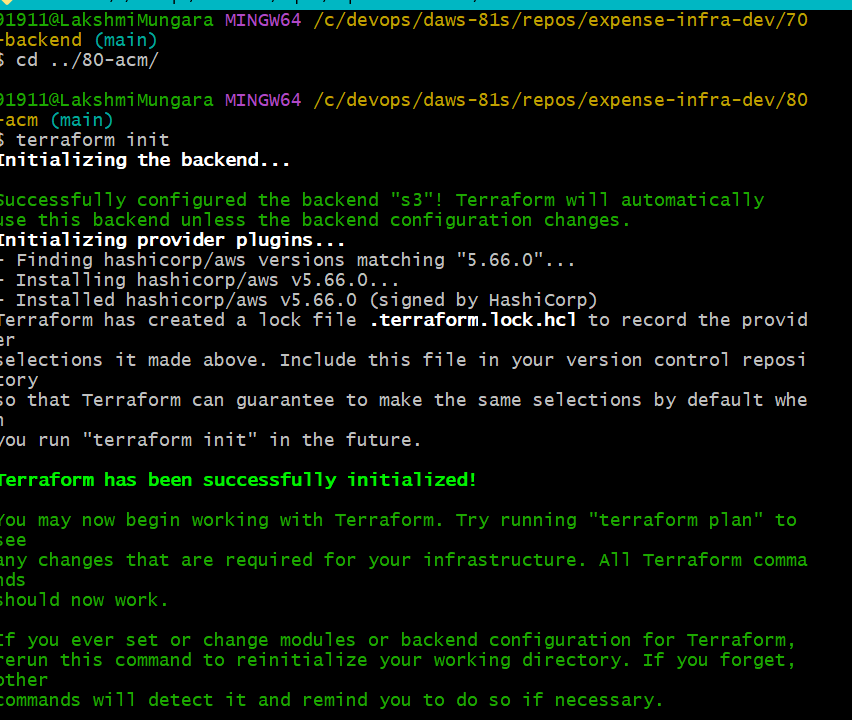 91911@LakshmiMungara MINGW64 /c/devops/daws-81s/repos/expense-infra-dev/70
-backend (main)
$ cd ../80-acm/
91911@LakshmiMungara MINGW64 /c/devops/daws-81s/repos/expense-infra-dev/80
-acm (main)
$ terraform init
Initializing the backend...
Successfully configured the backend "s3"! Terraform will automatically
use this backend unless the backend configuration changes.
Initializing provider plugins...
- Finding hashicorp/aws versions matching "5.66.0"...
- Installing hashicorp/aws v5.66.0...
- Installed hashicorp/aws v5.66.0 (signed by HashiCorp)
Terraform has created a lock file .terraform.lock.hcl to record the provid
er
selections it made above. Include this file in your version control reposi
tory
so that Terraform can guarantee to make the same selections by default whe
n
you run "terraform init" in the future.
Terraform has been successfully initialized!
You may now begin working with Terraform. Try running "terraform plan" to
see
any changes that are required for your infrastructure. All Terraform comma
nds
should now work.
If you ever set or change modules or backend configuration for Terraform,
rerun this command to reinitialize your working directory. If you forget,
other
commands will detect it and remind you to do so if necessary.